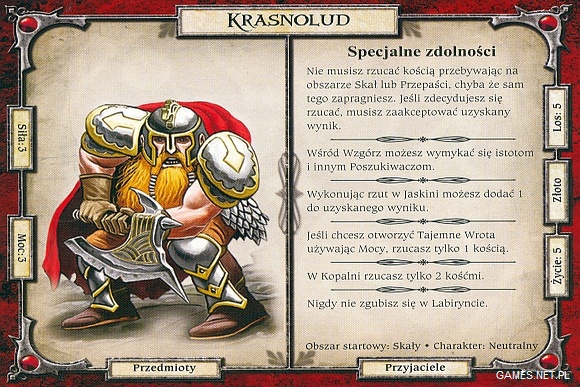 Krasnolud
Siła: 3
Moc: 3
Przedmioty
Specjalne zdolności
Nie musisz rzucać kością przebywając na
obszarze Skał lub Przepaści, chyba że sam
tego zapragniesz. Jeśli zdecydujesz się
rzucać, musisz zaakceptować uzyskany
wynik.
Wśród Wzgórz możesz wymykać się istotom
i innym Poszukiwaczom.
Wykonując rzut w Jaskini możesz dodać 1
do uzyskanego wyniku.
Jeśli chcesz otworzyć Tajemne Wrota
używając Mocy, rzucasz tylko 1 kością.
W Kopalni rzucasz tylko 2 kośćmi.
Nigdy nie zgubisz się w Labiryncie.
Obszar startowy: Skały • Charakter: Neutralny
Przyjaciele
Los: 5
Złoto
Życie: 5
GAMES.NET.PL